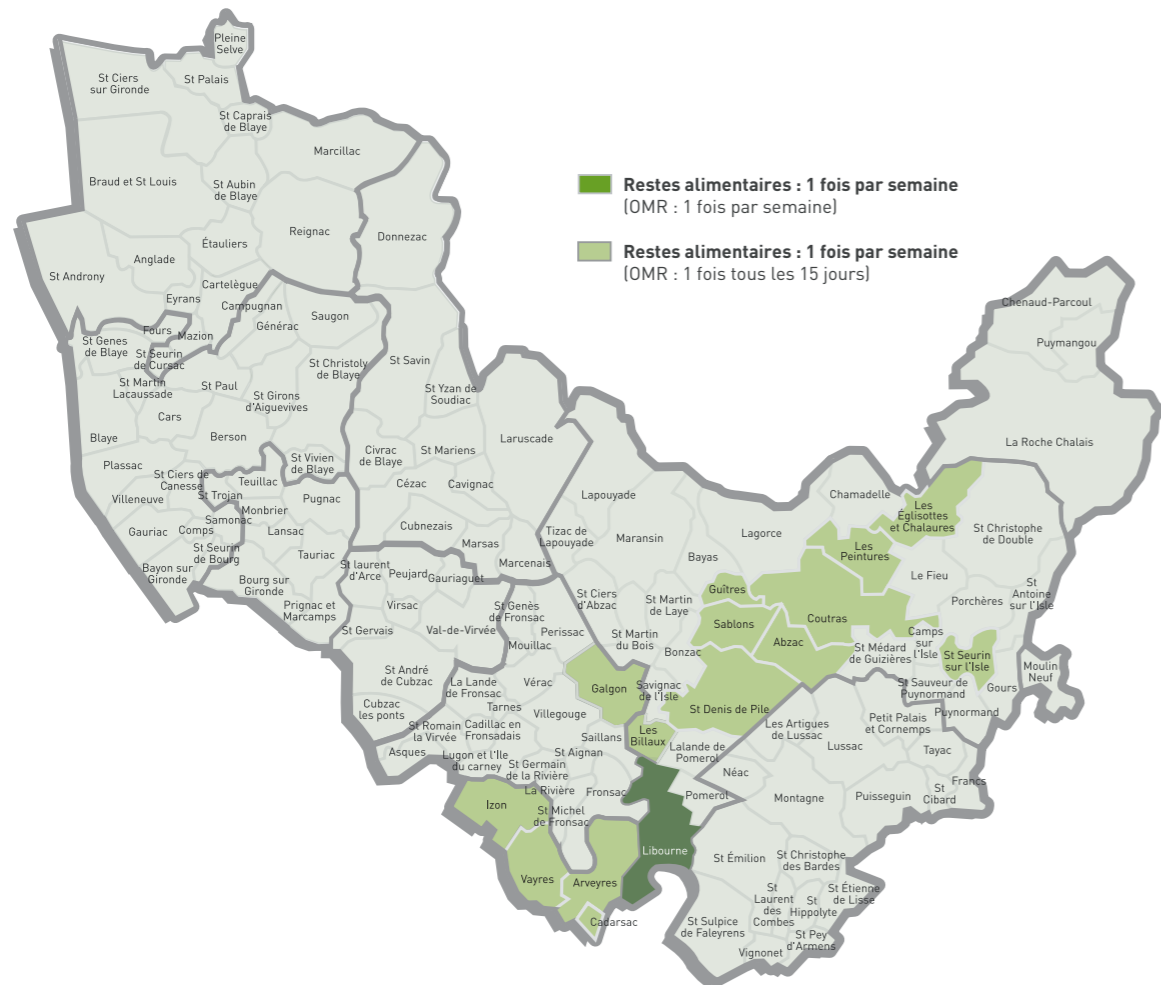 Pleine
Selve
St Ciers
sur Gironde
St Palais
St Caprais
de Blaye
Marcillac
Braud et St Louis
St Aubin
de Blaye
Restes alimentaires : 1 fois par semaine
(OMR : 1 fois par semaine)
Reignac
Donnezac
Étauliers
Restes alimentaires : 1 fois par semaine
(OMR : 1 fois tous les 15 jours)
Anglade
St Androny
Cartelègue
Eyrans
Campugnan
Chenaud-Parcoul
Saugon
Générac
Fours
Mazion
St Genes
de Blaye
Puymangou
St Seurin
de Cursac
St Savin
St Christoly
de Blaye
St Martin
Lacaussade
St Paul
St Yzan de
Soudiac
St Girons
d'Aiguevives
Cars
Blaye
Berson
Laruscade
La Roche Chalais
Civrac
de Blaye
St Mariens
St Vivien
de Blaye
Plassac
St Ciers de
Canesse
Teuillac
Cézac
Cavignac
Villeneuve
St Trojan
Pugnac
Lapouyade
Chamadelle
Monbrier
Samonac
Les
Églisottes
et Chalaures
Gauriac
Comps
Lansac
Cubnezais
Tizac de
Lapouyade
Maransin
Lagorce
St Christophe
de Double
St Seurin
de Bourg
Tauriac
Marsas
Les
Peintures
Bayas
Marcenais
Bayon sur
Gironde
St laurent
d'Arce
Peujard
Gauriaguet
Le Fieu
Bourg sur
Gironde
Guîtres
St Ciers
d'Abzac
St Martin
de Laye
St
Antoine
sur l'Isle
Porchères
Prignac et
Marcamps
Virsac
St Genès
de Fronsac
Sablons
Coutras
St Gervais
Val-de-Virvée
Perissac
Mouillac
St Martin
du Bois
Abzac
Camps
sur
l'Isle
Bonzac
St Médard
de Guizières
St Seurin
sur l'Isle
Moulin
Neuf
St André
de Cubzac
La Lande
de Fronsac
Vérac
Galgon
Savignac
de l'Isle
St Sauveur de
Puynormand
Gours
Cubzac
les ponts
Tarnes
Villegouge
St Denis de Pile
Puynormand
Petit Palais
et Cornemps
Les Artigues
de Lussac
St Romain
la Virvée
Cadillac en
Fronsadais
Saillans
Les
Billaux
Lussac
Tayac
Asques
Lugon et l'Ile
du carney
St Aignan
Lalande de
Pomerol
St Germain
de la Rivière
Néac
Francs
La Rivière
Fronsac
Pomerol
Montagne
Puisseguin
St
Cibard
Izon
St Michel
de Fronsac
Libourne
St Émilion
St Christophe
des Bardes
Vayres
Arveyres
St
Laurent
des
Combes
St Étienne
de Lisse
St
Hippolyte
Cadarsac
St Sulpice
de Faleyrens
St Pey
d'Armens
Vignonet